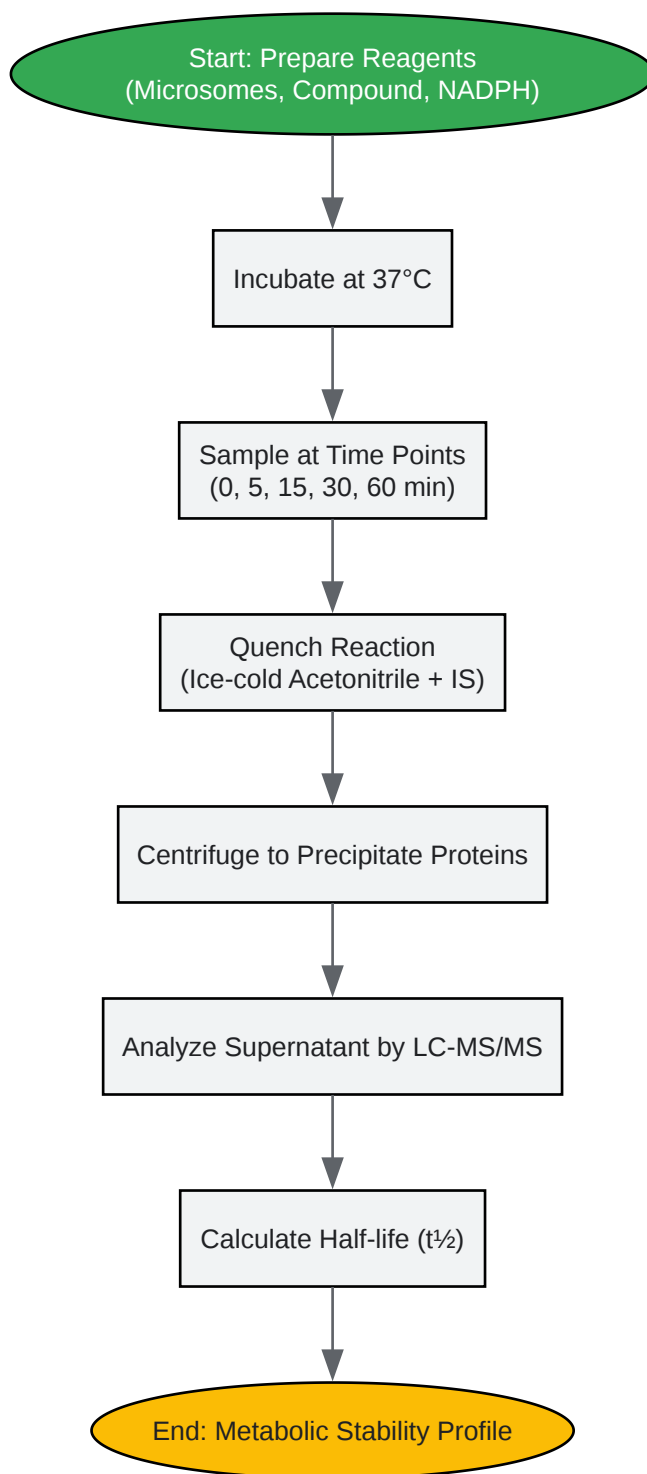 Start: Prepare Reagents
(Microsomes, Compound, NADPH)
Incubate at 37°C
Sample at Time Points
(0, 5, 15, 30, 60 min)
Quench Reaction
(Ice-cold Acetonitrile + IS)
Centrifuge to Precipitate Proteins
Analyze Supernatant by LC-MS/MS
Calculate Half-life (t½)
End: Metabolic Stability Profile